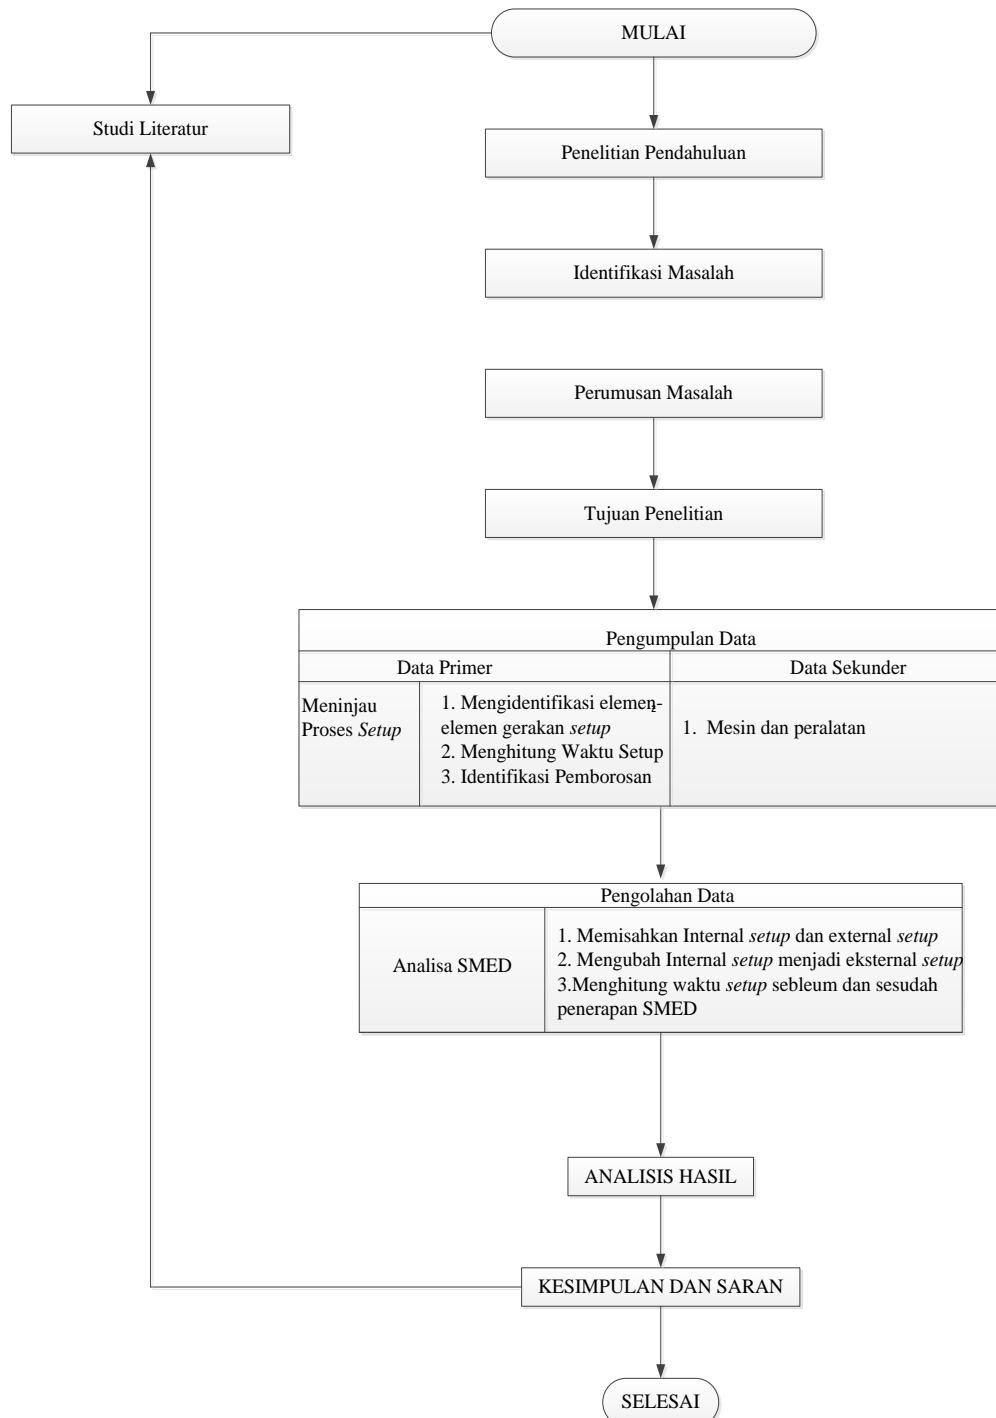 MULAI
Studi Literatur
Penelitian Pendahuluan
Identifikasi Masalah
Perumusan Masalah
Tujuan Penelitian
Pengumpulan Data
Data Primer
Data Sekunder
Meninjau
Proses Setup
1. Mengidentifikasi elemen-
elemen gerakan setup
2. Menghitung Waktu Setup
3. Identifikasi Pemborosan
1. Mesin dan peralatan
Pengolahan Data
Analisa SMED
1. Memisahkan Internal setup dan external setup
2. Mengubah Internal setup menjadi eksternal setup
3.Menghitung waktu setup sebleum dan sesudah
penerapan SMED
ANALISIS HASIL
KESIMPULAN DAN SARAN
SELESAI